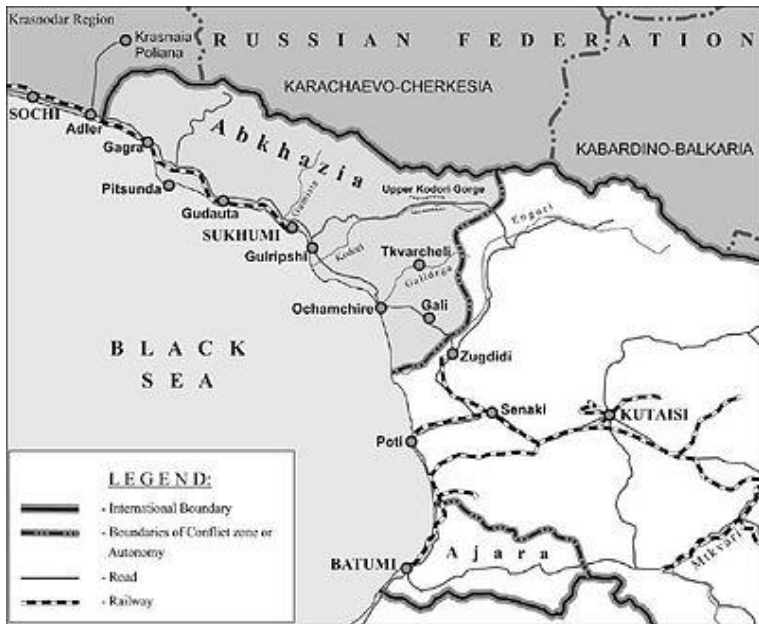 Krasnodar Region
Krasnaia
Poliana
RUSSIAN FEDERATION
KARACHAEVO-CHERKESIA
KABARDINO-BALKARIA
SOCHI
Adler
Gagra
Abkhazia
Pitsunda
Gudauta
Gumista
Upper Kodori Gorge
SUKHUMI
Gulripshi
Kodori
Enguri
Tkvarcheli
Galidzga
Ochamchire
Gali
BLACK
SEA
Zugdidi
Senaki
KUTAISI
Poti
LEGEND:
- International Boundary
- Boundaries of Conflict zone or
Autonomy
- Road
- Railway
BATUMI
Ajara
Mtkvari